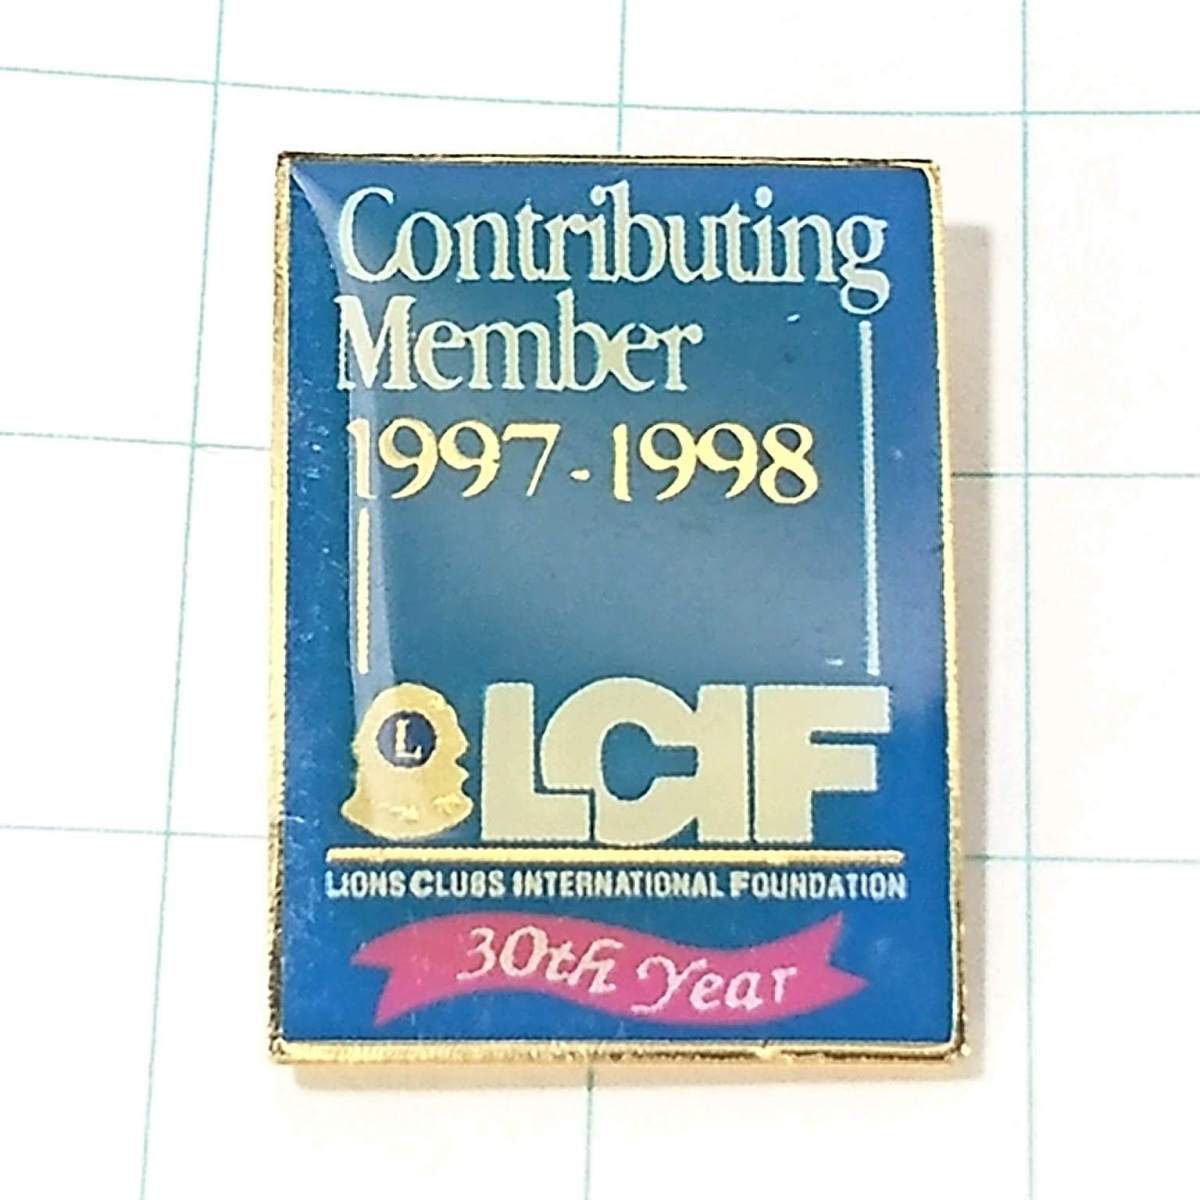 Contributing
Member
1997-1998
L
LCIF
LIONS CLUBS INTERNATIONAL FOUNDATION
30th Year